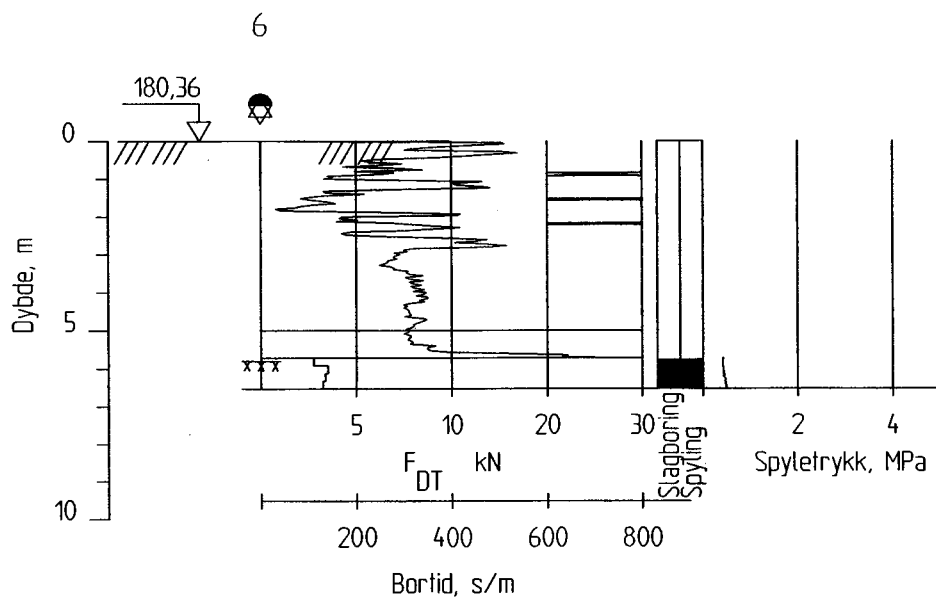 6
180,36
0
Dybde, m
5
x x x
10
5 10 20 30
F DT kN
Slagboring
Spyling
2 4
Spyletrykk, MPa
200 400 600 800
Bortid, s/m